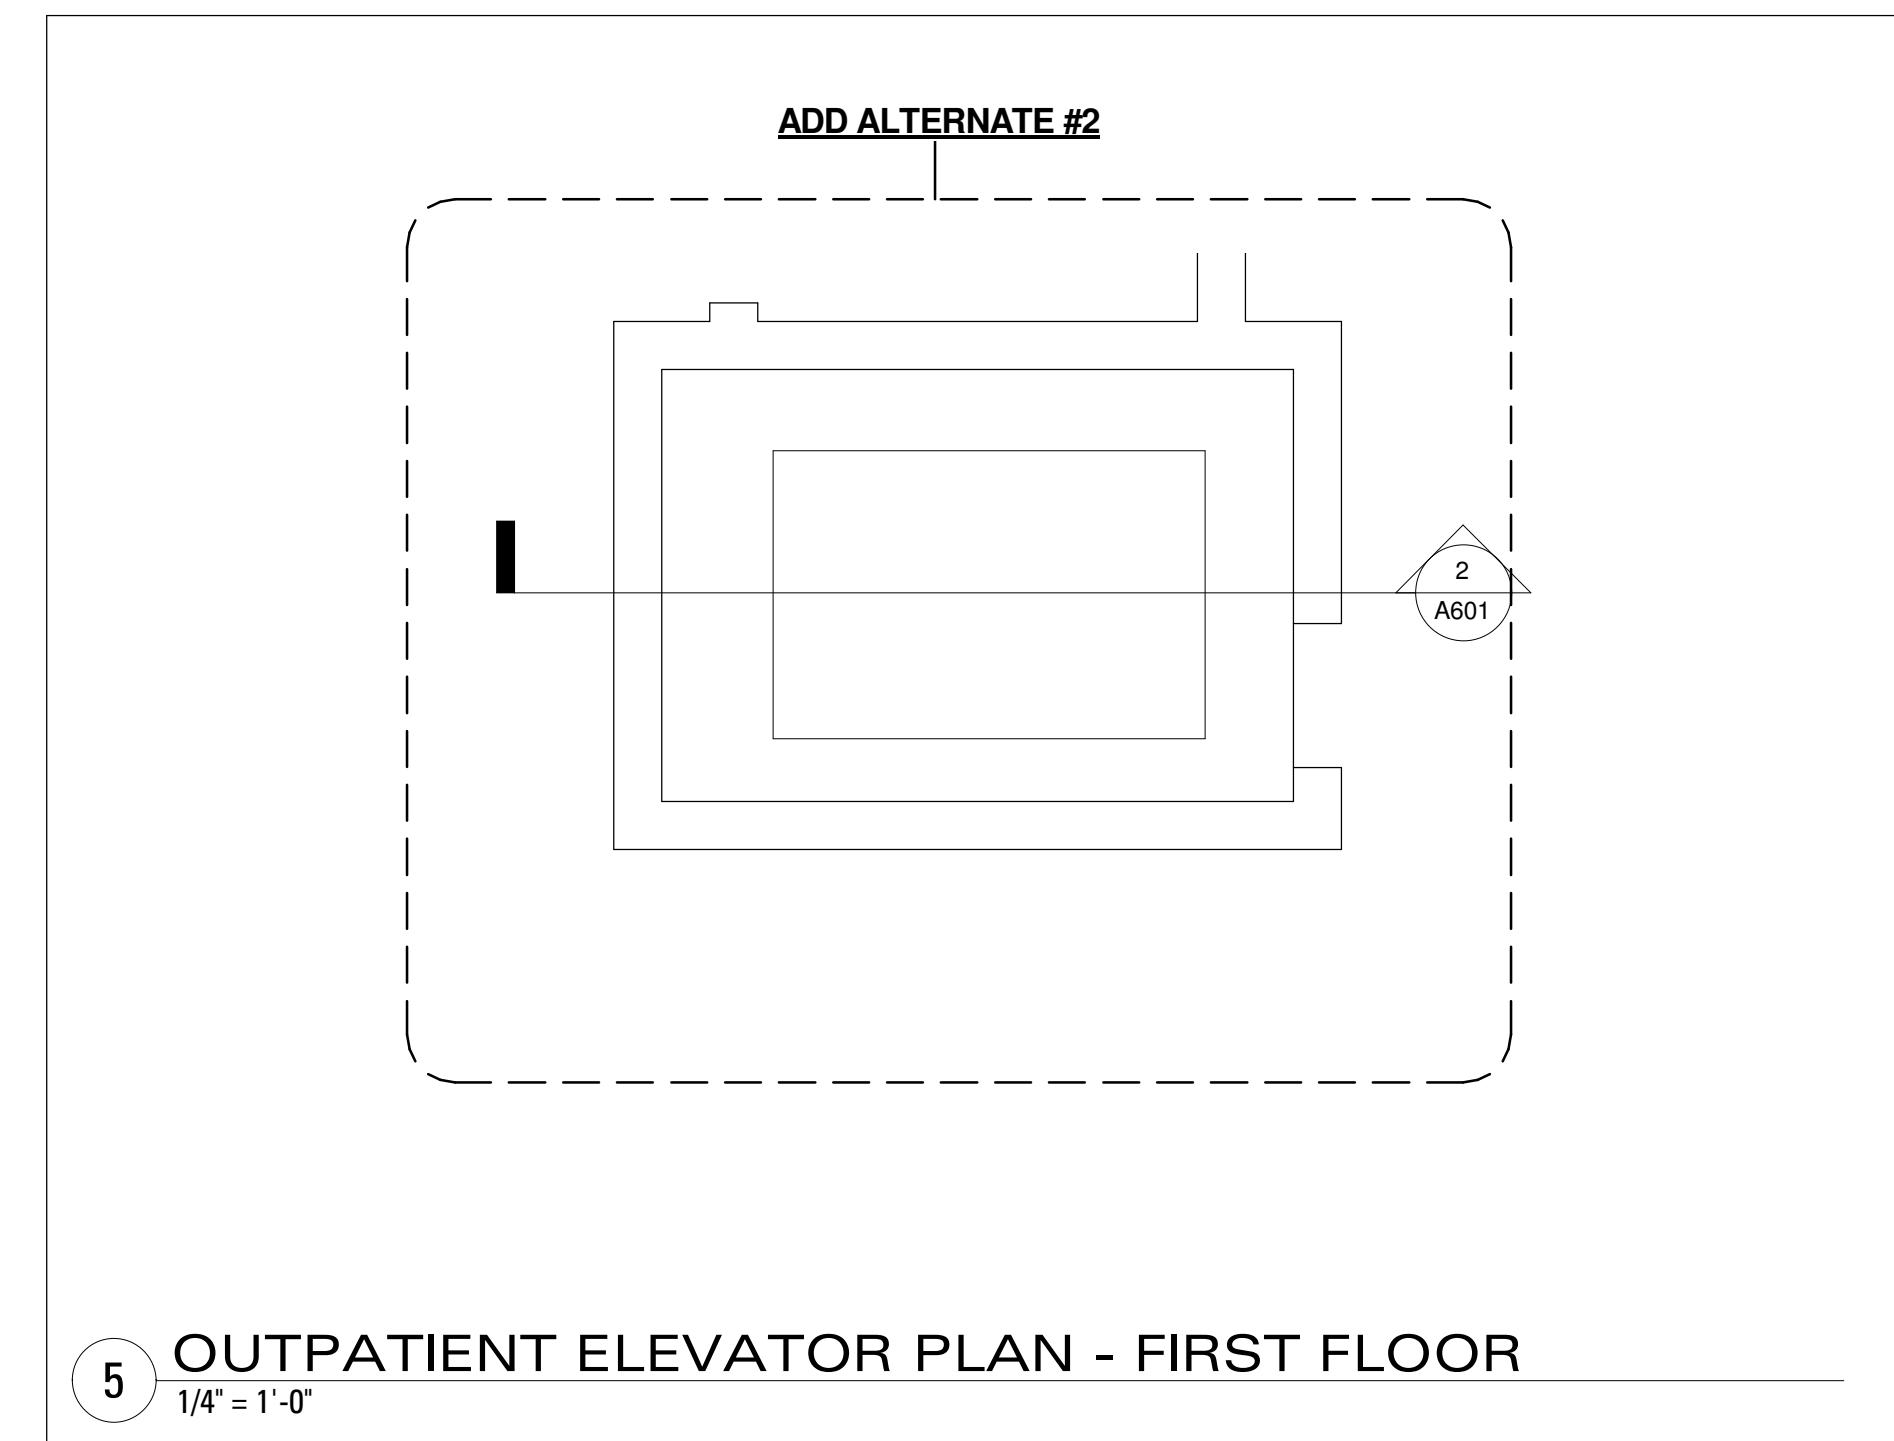 ADD ALTERNATE #2
2
A601
5
OUTPATIENT ELEVATOR PLAN - FIRST FLOOR
1/4" = 1'-0"